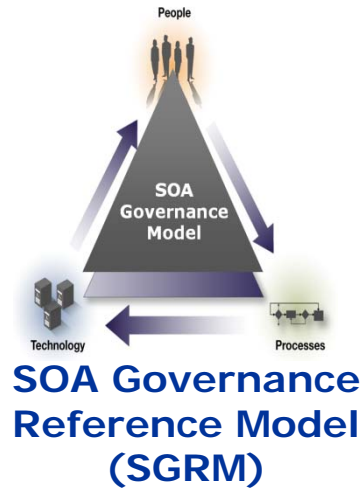 People
SOA
Governance
Model
Technology
Processes
SOA Governance
Reference Model
(SGRM)